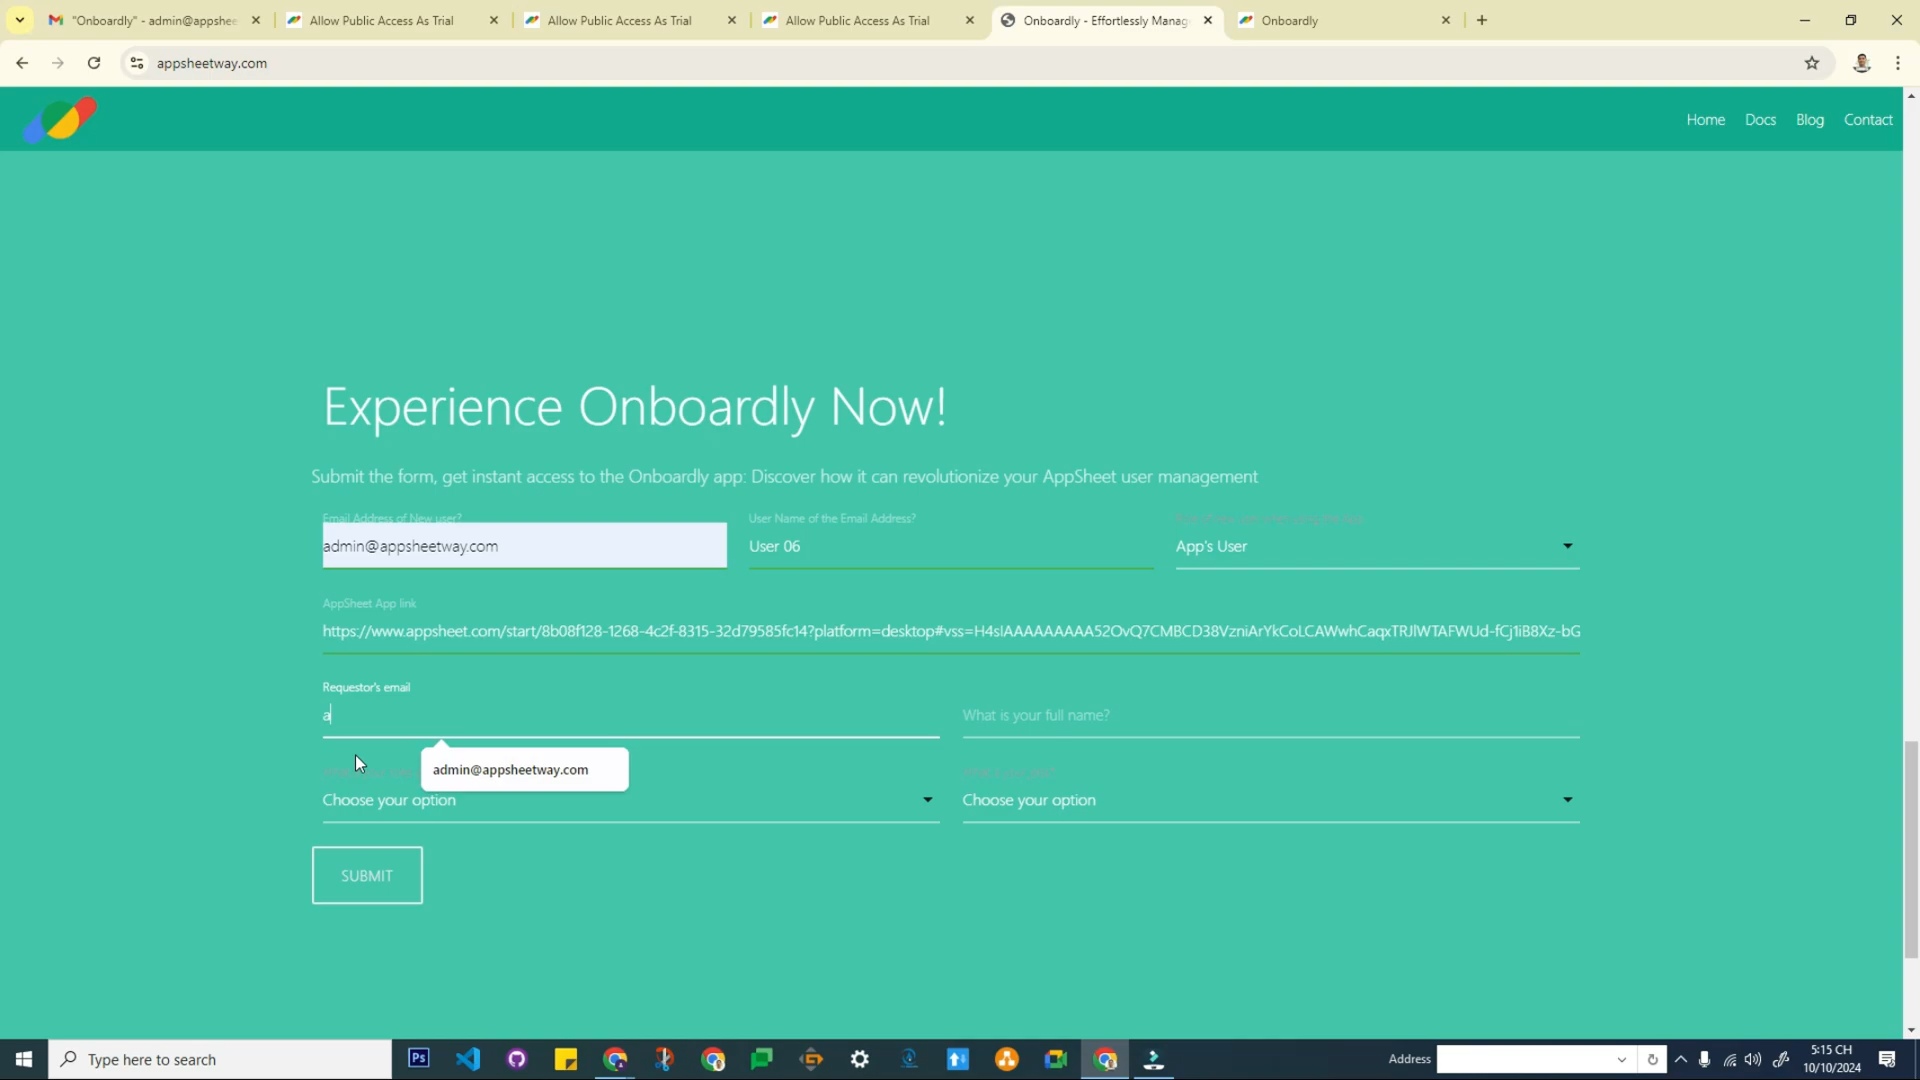 "Onboardly" - admin@appshee
Allow Public Access As Trial
Allow Public Access As Trial
Allow Public Access As Trial
Onboardly - Effortlessly Manag
Onboardly
appsheetway.com
Home Docs Blog Contact
Experience Onboardly Now!
Submit the form, get instant access to the Onboardly app: Discover how it can revolutionize your AppSheet user management
Email Address of New user? User Name of the Email Address?
admin@appsheetway.com User 06 App's User
AppSheet App link
https://www.appsheet.com/start/8b08f128-1268-4c2f-8315-32d79585fc14?platform=desktop#vss=H4sIAAAAAAAAA52OvQ7CMBCD38VzniArYkCoLCAWwhCaqxTRJlWTAFWUd-fCj1iB8Xz-bG
Requestor's email
a What is your full name?
admin@appsheetway.com
Choose your option Choose your option
SUBMIT
Type here to search
Ps
Address
5:15 CH
10/10/2024